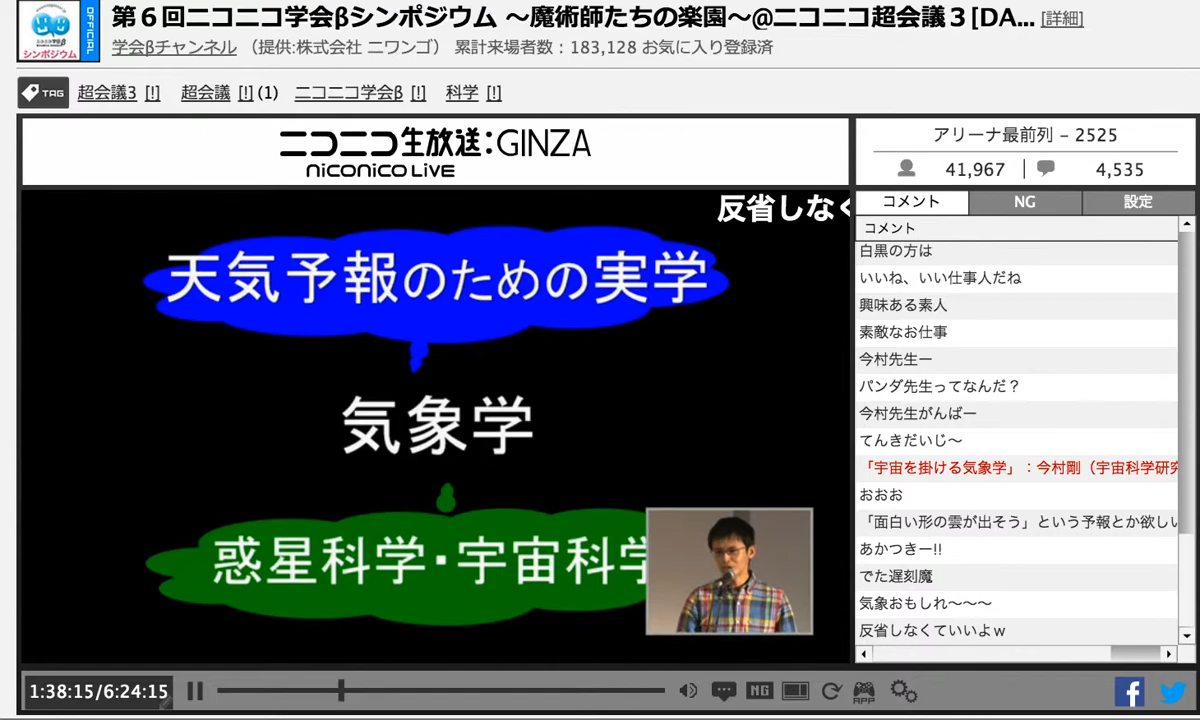 第６回ニコニコ学会βシンポジウム ～魔術師たちの楽園～@ニコニコ超会議３[DA... [詳細]
シンポジウム
OFFICIAL
学会βチャンネル （提供:株式会社 ニワンゴ） 累計来場者数：183,128 お気に入り登録済
TAG 超会議3 [!] 超会議 [!] (1) ニコニコ学会β [!] 科学 [!]
ニコニコ生放送:GINZA
niconico LIVE
アリーナ最前列 – 2525
41,967 4,535
コメント NG 設定
コメント
反省しなく
天気予報のための実学
気象学
惑星科学・宇宙科学
白黒の方は
いいね、いい仕事人だね
興味ある素人
素敵なお仕事
今村先生ー
パンダ先生ってなんだ？
今村先生がんばー
てんきだいじ～
「宇宙を掛ける気象学」：今村剛（宇宙科学研究
おおお
「面白い形の雲が出そう」という予報とか欲しい
あかつきー!!
でた遅刻魔
気象おもしれ～～～
反省しなくていいよｗ
1:38:15/6:24:15 NG APP